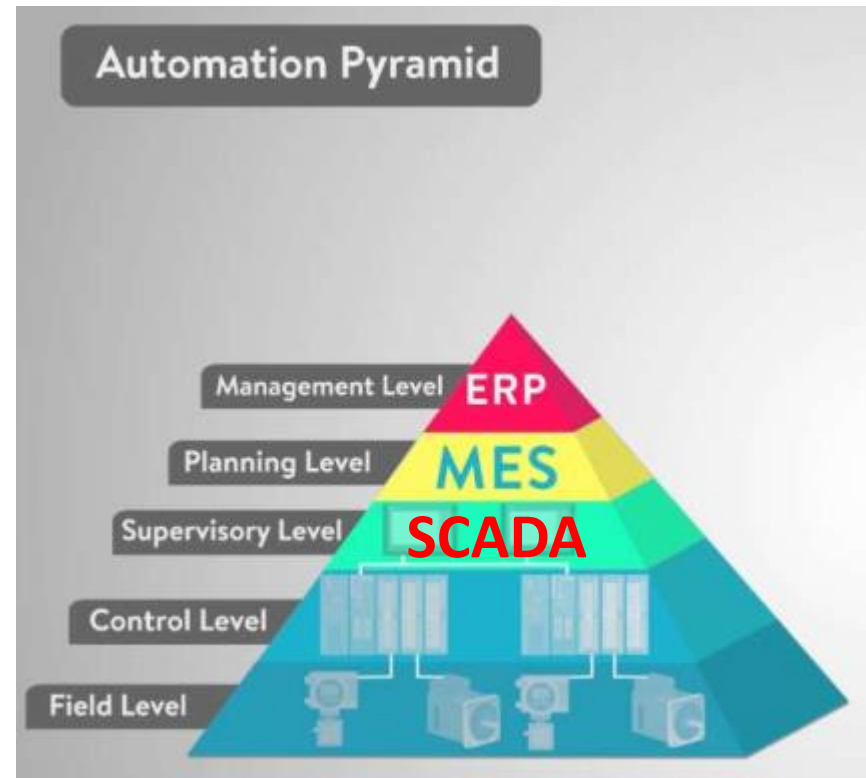 Automation Pyramid
Management Level ERP
Planning Level MES
Supervisory Level SCADA
Control Level
Field Level